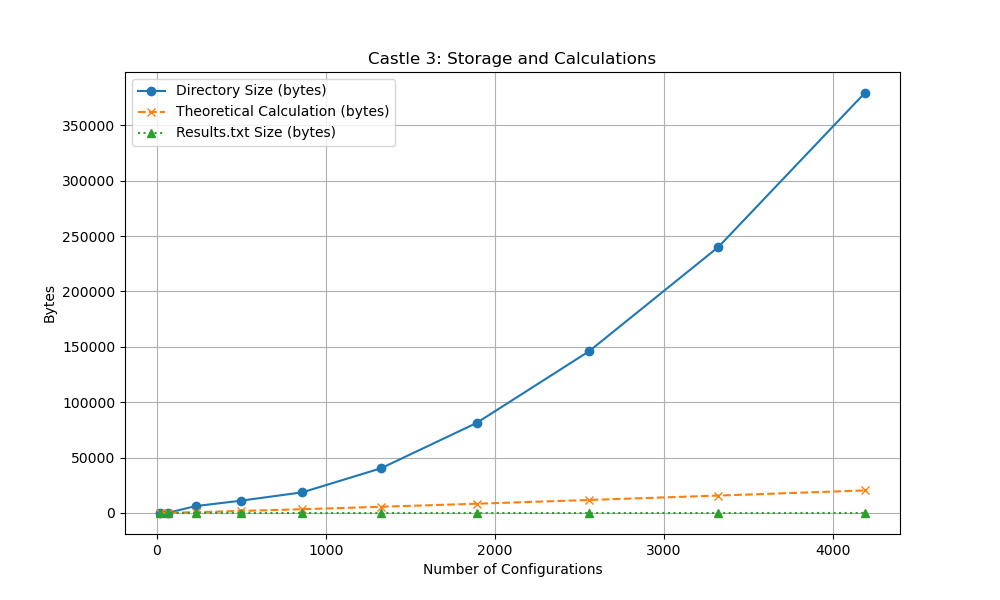 Castle 3: Storage and Calculations
Directory Size (bytes)
Theoretical Calculation (bytes)
Results.txt Size (bytes)
Bytes
350000
300000
250000
200000
150000
100000
50000
0
0 1000 2000 3000 4000
Number of Configurations